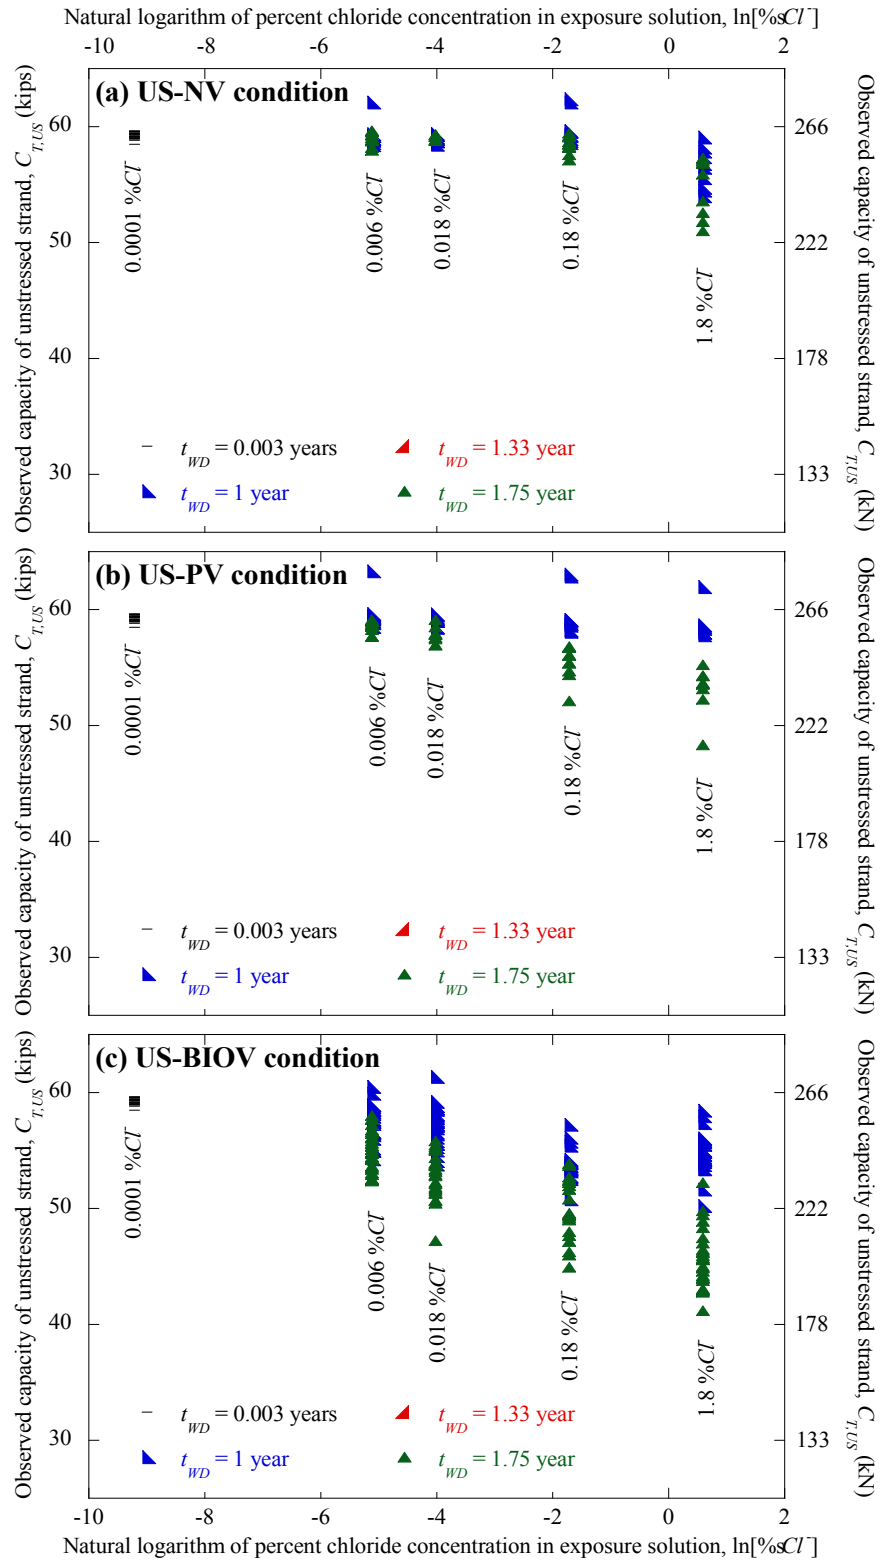 Natural logarithm of percent chloride concentration in exposure solution, ln[%sCl⁻]
-10 -8 -6 -4 -2 0 2
Observed capacity of unstressed strand, C_T,US (kips)
Observed capacity of unstressed strand, C_T,US (kN)
(a) US-NV condition
60 266
50 222
40 178
30 133
0.0001 %Cl⁻
0.006 %Cl⁻
0.018 %Cl⁻
0.18 %Cl⁻
1.8 %Cl⁻
t_WD = 0.003 years
t_WD = 1.33 year
t_WD = 1 year
t_WD = 1.75 year
Observed capacity of unstressed strand, C_T,US (kips)
Observed capacity of unstressed strand, C_T,US (kN)
(b) US-PV condition
60 266
50 222
40 178
30 133
0.0001 %Cl⁻
0.006 %Cl⁻
0.018 %Cl⁻
0.18 %Cl⁻
1.8 %Cl⁻
t_WD = 0.003 years
t_WD = 1.33 year
t_WD = 1 year
t_WD = 1.75 year
Observed capacity of unstressed strand, C_T,US (kips)
Observed capacity of unstressed strand, C_T,US (kN)
(c) US-BIOV condition
60 266
50 222
40 178
30 133
0.0001 %Cl⁻
0.006 %Cl⁻
0.018 %Cl⁻
0.18 %Cl⁻
1.8 %Cl⁻
t_WD = 0.003 years
t_WD = 1.33 year
t_WD = 1 year
t_WD = 1.75 year
-10 -8 -6 -4 -2 0 2
Natural logarithm of percent chloride concentration in exposure solution, ln[%sCl⁻]